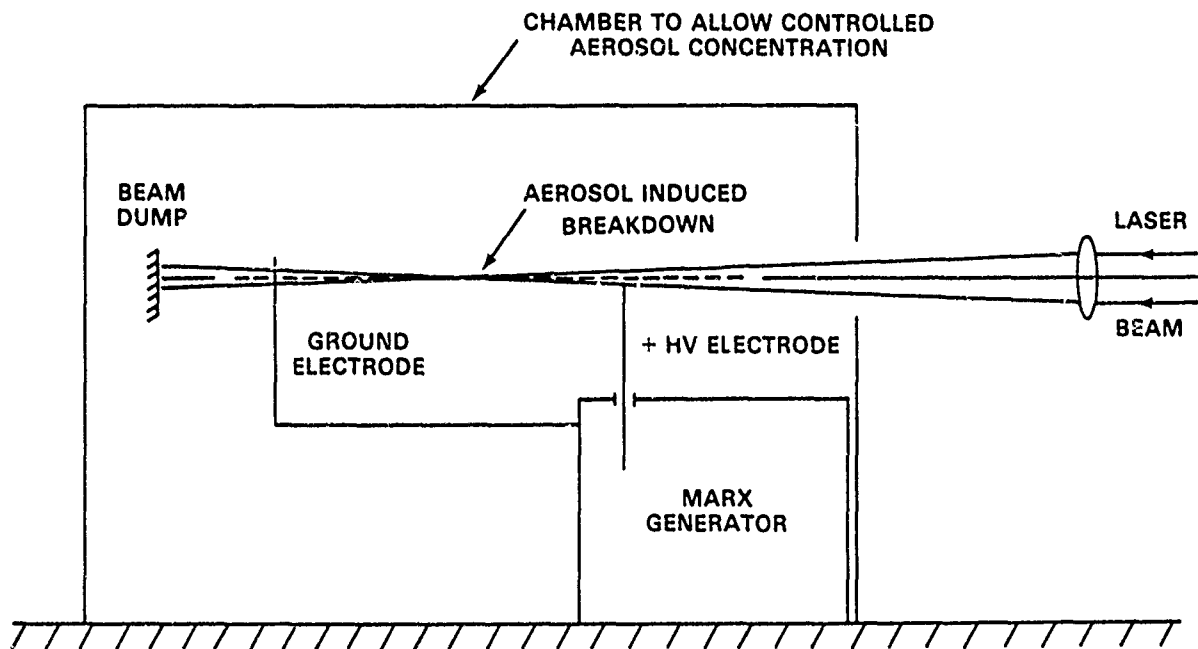 CHAMBER TO ALLOW CONTROLLED
AEROSOL CONCENTRATION
BEAM
DUMP
AEROSOL INDUCED
BREAKDOWN
LASER
BEAM
GROUND
ELECTRODE
+ HV ELECTRODE
MARX
GENERATOR